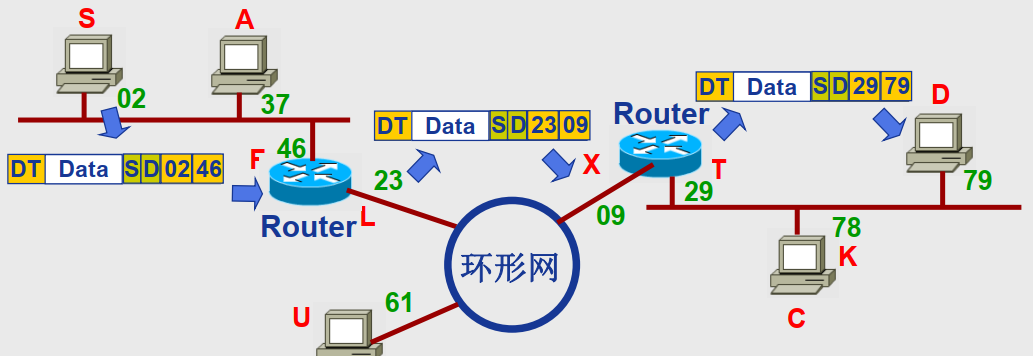 S
A
02
37
DT Data S D 02 46
F 46
Router L
23
DT Data S D 23 09
X
Router
T
09
29
DT Data S D 29 79
D
79
78
K
C
环形网
61
U